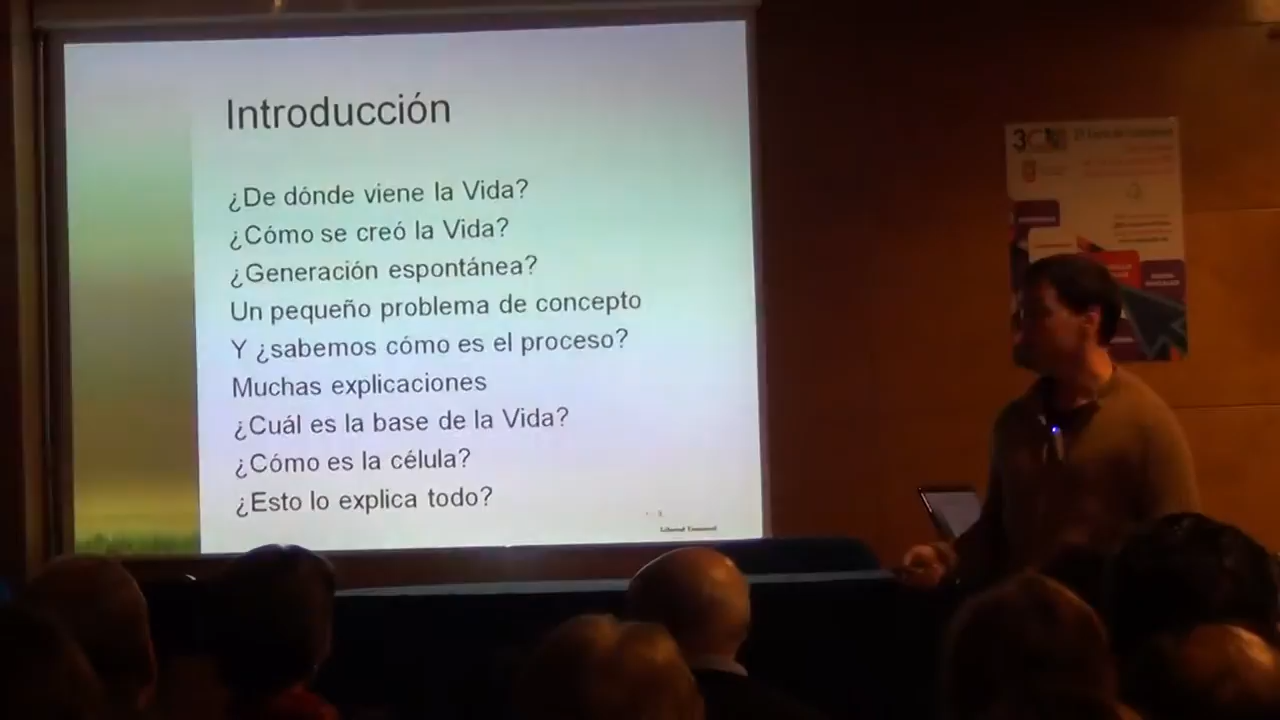 Introducción
¿De dónde viene la Vida?
¿Cómo se creó la Vida?
¿Generación espontánea?
Un pequeño problema de concepto
Y ¿sabemos cómo es el proceso?
Muchas explicaciones
¿Cuál es la base de la Vida?
¿Cómo es la célula?
¿Esto lo explica todo?